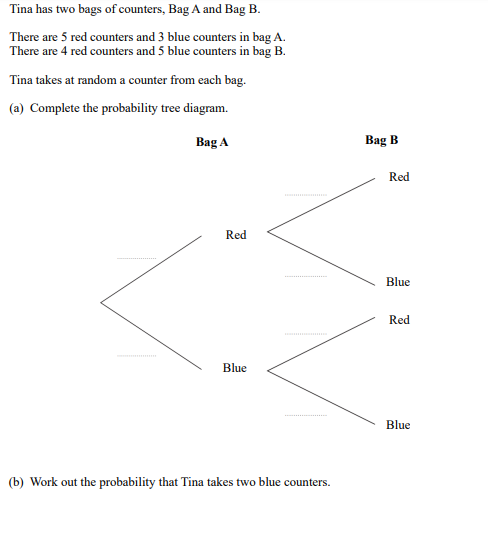 Tina has two bags of counters, Bag A and Bag B.
There are 5 red counters and 3 blue counters in bag A.
There are 4 red counters and 5 blue counters in bag B.
Tina takes at random a counter from each bag.
(a) Complete the probability tree diagram.
Bag A
Bag B
Red
Red
Blue
Red
Blue
Blue
(b) Work out the probability that Tina takes two blue counters.